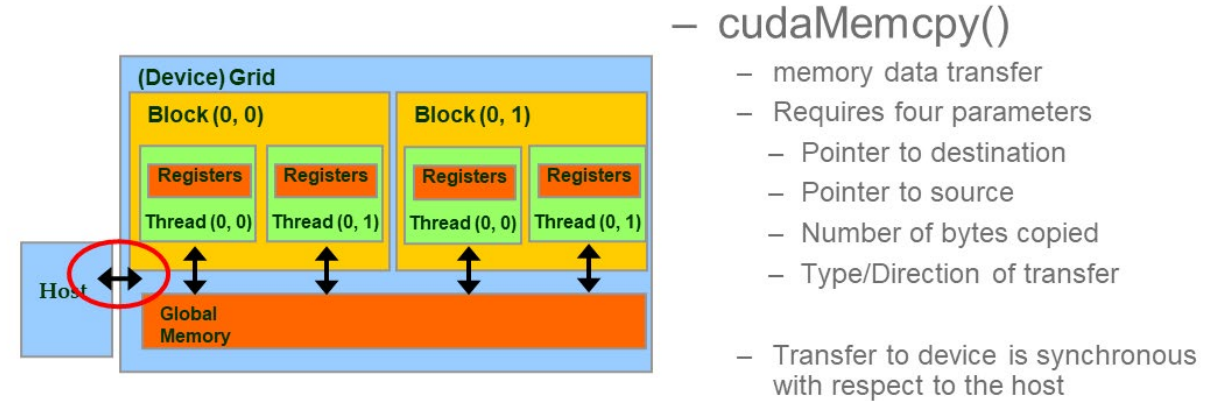 (Device) Grid
Block (0, 0)
Block (0, 1)
Registers
Registers
Registers
Registers
Thread (0, 0)
Thread (0, 1)
Thread (0, 0)
Thread (0, 1)
Host
Global
Memory
– cudaMemcpy()
– memory data transfer
– Requires four parameters
– Pointer to destination
– Pointer to source
– Number of bytes copied
– Type/Direction of transfer
– Transfer to device is synchronous
with respect to the host